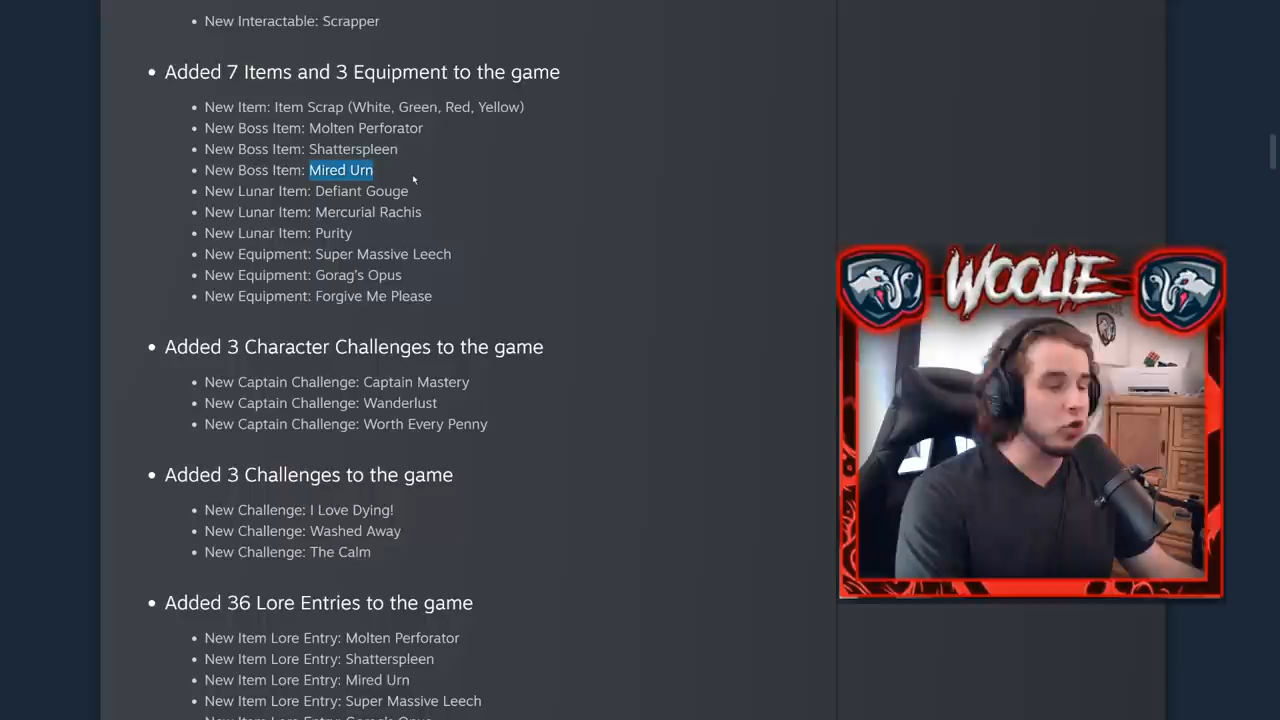 New Interactable: Scrapper
Added 7 Items and 3 Equipment to the game
New Item: Item Scrap (White, Green, Red, Yellow)
New Boss Item: Molten Perforator
New Boss Item: Shatterspleen
New Boss Item: Mired Urn
New Lunar Item: Defiant Gouge
New Lunar Item: Mercurial Rachis
New Lunar Item: Purity
New Equipment: Super Massive Leech
New Equipment: Gorag's Opus
New Equipment: Forgive Me Please
WOOLIE
Added 3 Character Challenges to the game
New Captain Challenge: Captain Mastery
New Captain Challenge: Wanderlust
New Captain Challenge: Worth Every Penny
Added 3 Challenges to the game
New Challenge: I Love Dying!
New Challenge: Washed Away
New Challenge: The Calm
Added 36 Lore Entries to the game
New Item Lore Entry: Molten Perforator
New Item Lore Entry: Shatterspleen
New Item Lore Entry: Mired Urn
New Item Lore Entry: Super Massive Leech